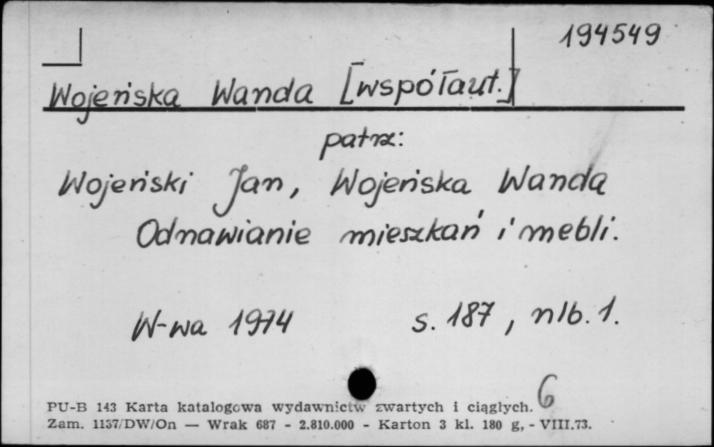 194549
Wojeńska Wanda [współaut.]
patrz:
Wojeński Jan, Wojeńska Wanda
Odnawianie mieszkań i mebli.
W-wa 1974 s. 187, nlb. 1.
6
PU-B 143 Karta katalogowa wydawnictw zwartych i ciągłych.
Zam. 1137/DW/On — Wrak 687 - 2.810.000 - Karton 3 kl. 180 g, - VIII.73.